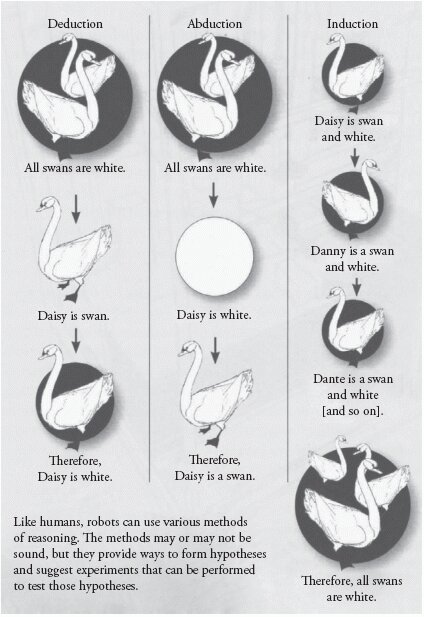 Deduction
All swans are white.
Daisy is swan.
Therefore,
Daisy is white.
Abduction
All swans are white.
Daisy is white.
Therefore,
Daisy is a swan.
Induction
Daisy is swan
and white.
Danny is a swan
and white.
Dante is a swan
and white
[and so on].
Therefore, all swans
are white.
Like humans, robots can use various methods
of reasoning. The methods may or may not be
sound, but they provide ways to form hypotheses
and suggest experiments that can be performed
to test those hypotheses.